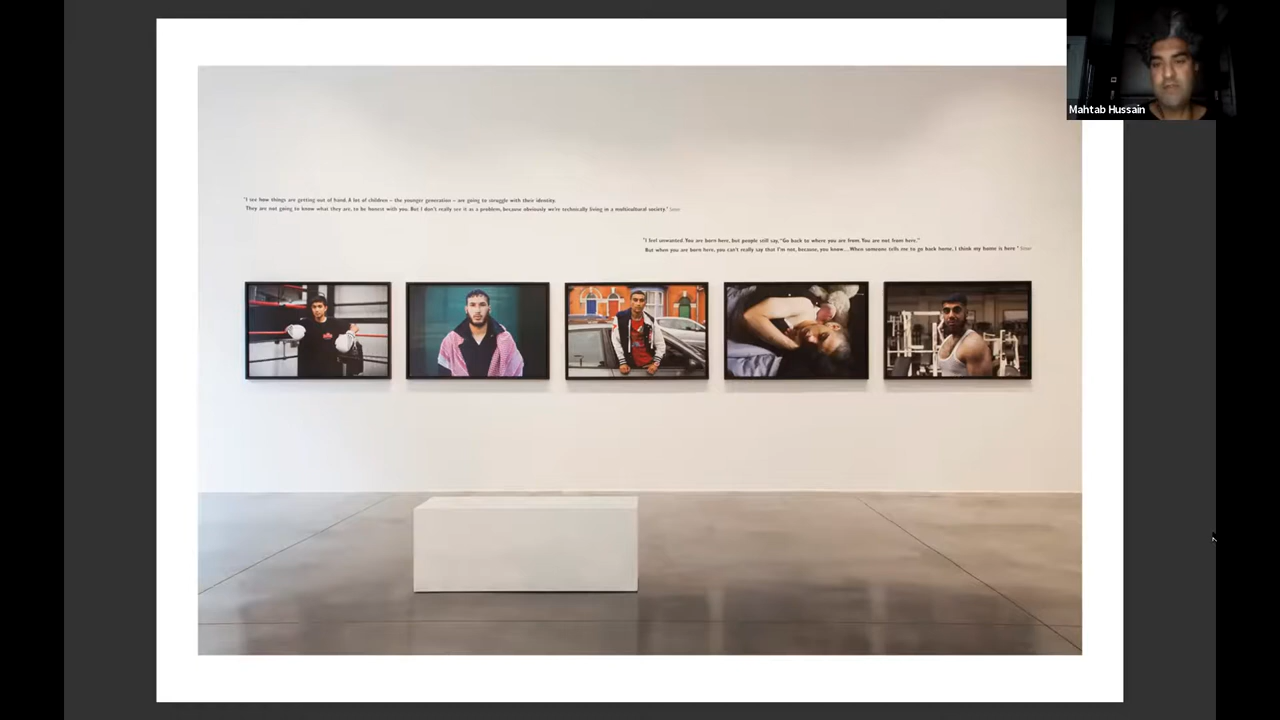 Mahtab Hussain
"I see how things are getting out of hand. A lot of children – the younger generation – are going to struggle with their identity.
They are not going to know what they are, to be honest with you. But I don't really see it as a problem, because obviously we're technically living in a multicultural society."
"I feel unwanted. You are born here, but people still say, "Go back to where you are from. You are not from here."
But when you are born here, you can't really say that I'm not, because, you know... When someone tells me to go back home, I think my home is here."